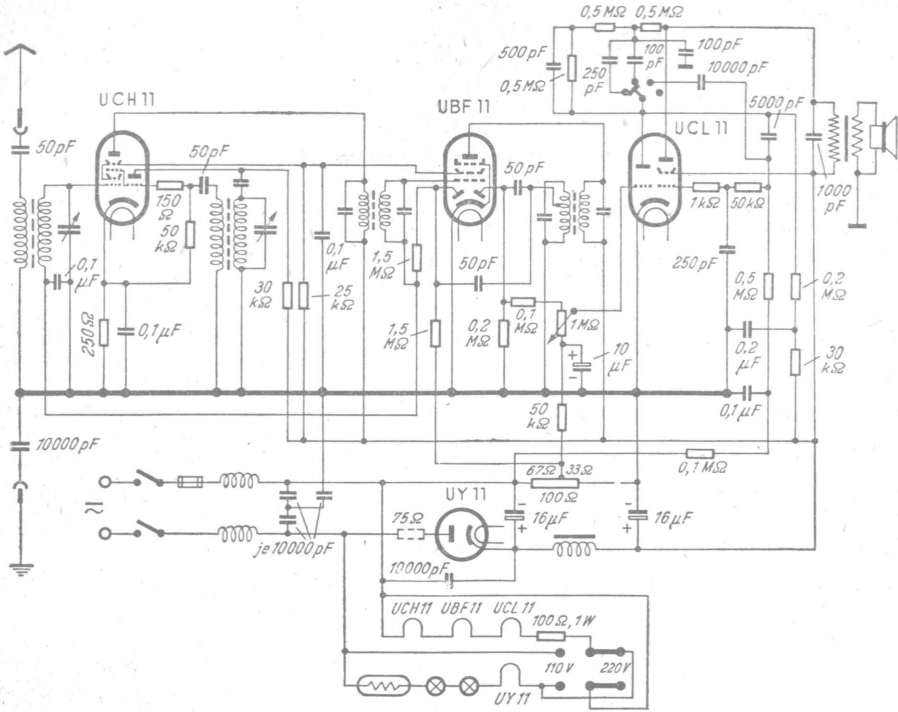 0,5 MΩ 0,5 MΩ
500 pF
0,5 MΩ
250 pF
100 pF
100 pF
10000 pF
5000 pF
UCH 11
UBF 11
UCL 11
50 pF
50 pF
50 pF
150 Ω
50 kΩ
1 kΩ 50 kΩ
1000 pF
0,1 µF
0,1 µF
1,5 MΩ
50 pF
250 pF
0,5 MΩ
0,2 MΩ
30 kΩ
25 kΩ
250 Ω
0,1 µF
1,5 MΩ
0,2 MΩ
0,1 MΩ
1 MΩ
+
−
10 µF
0,2 µF
30 kΩ
50 kΩ
0,1 µF
10000 pF
67 Ω 33 Ω
100 Ω
0,1 MΩ
UY 11
≂
je 10000 pF
75 Ω
−
+
16 µF
−
+
16 µF
10000 pF
UCH 11 UBF 11 UCL 11
100 Ω, 1 W
110 V 220 V
UY 11